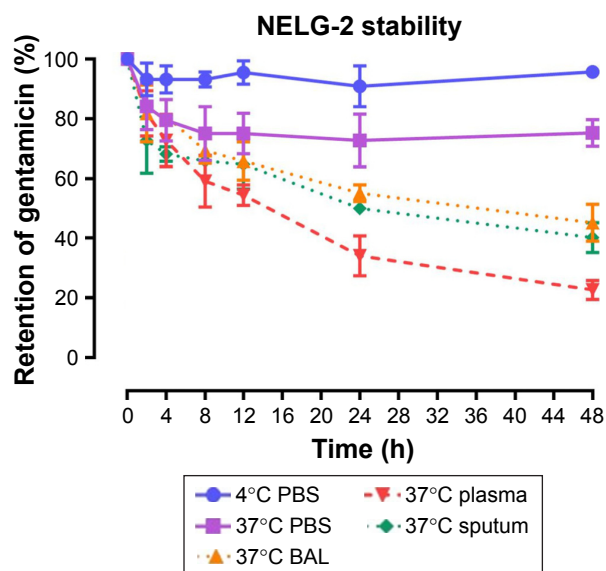 NELG-2 stability
Retention of gentamicin (%)
100
80
60
40
20
0
0 4 8 12 16 20 24 28 32 36 40 44 48
Time (h)
4°C PBS 37°C plasma
37°C PBS 37°C sputum
37°C BAL